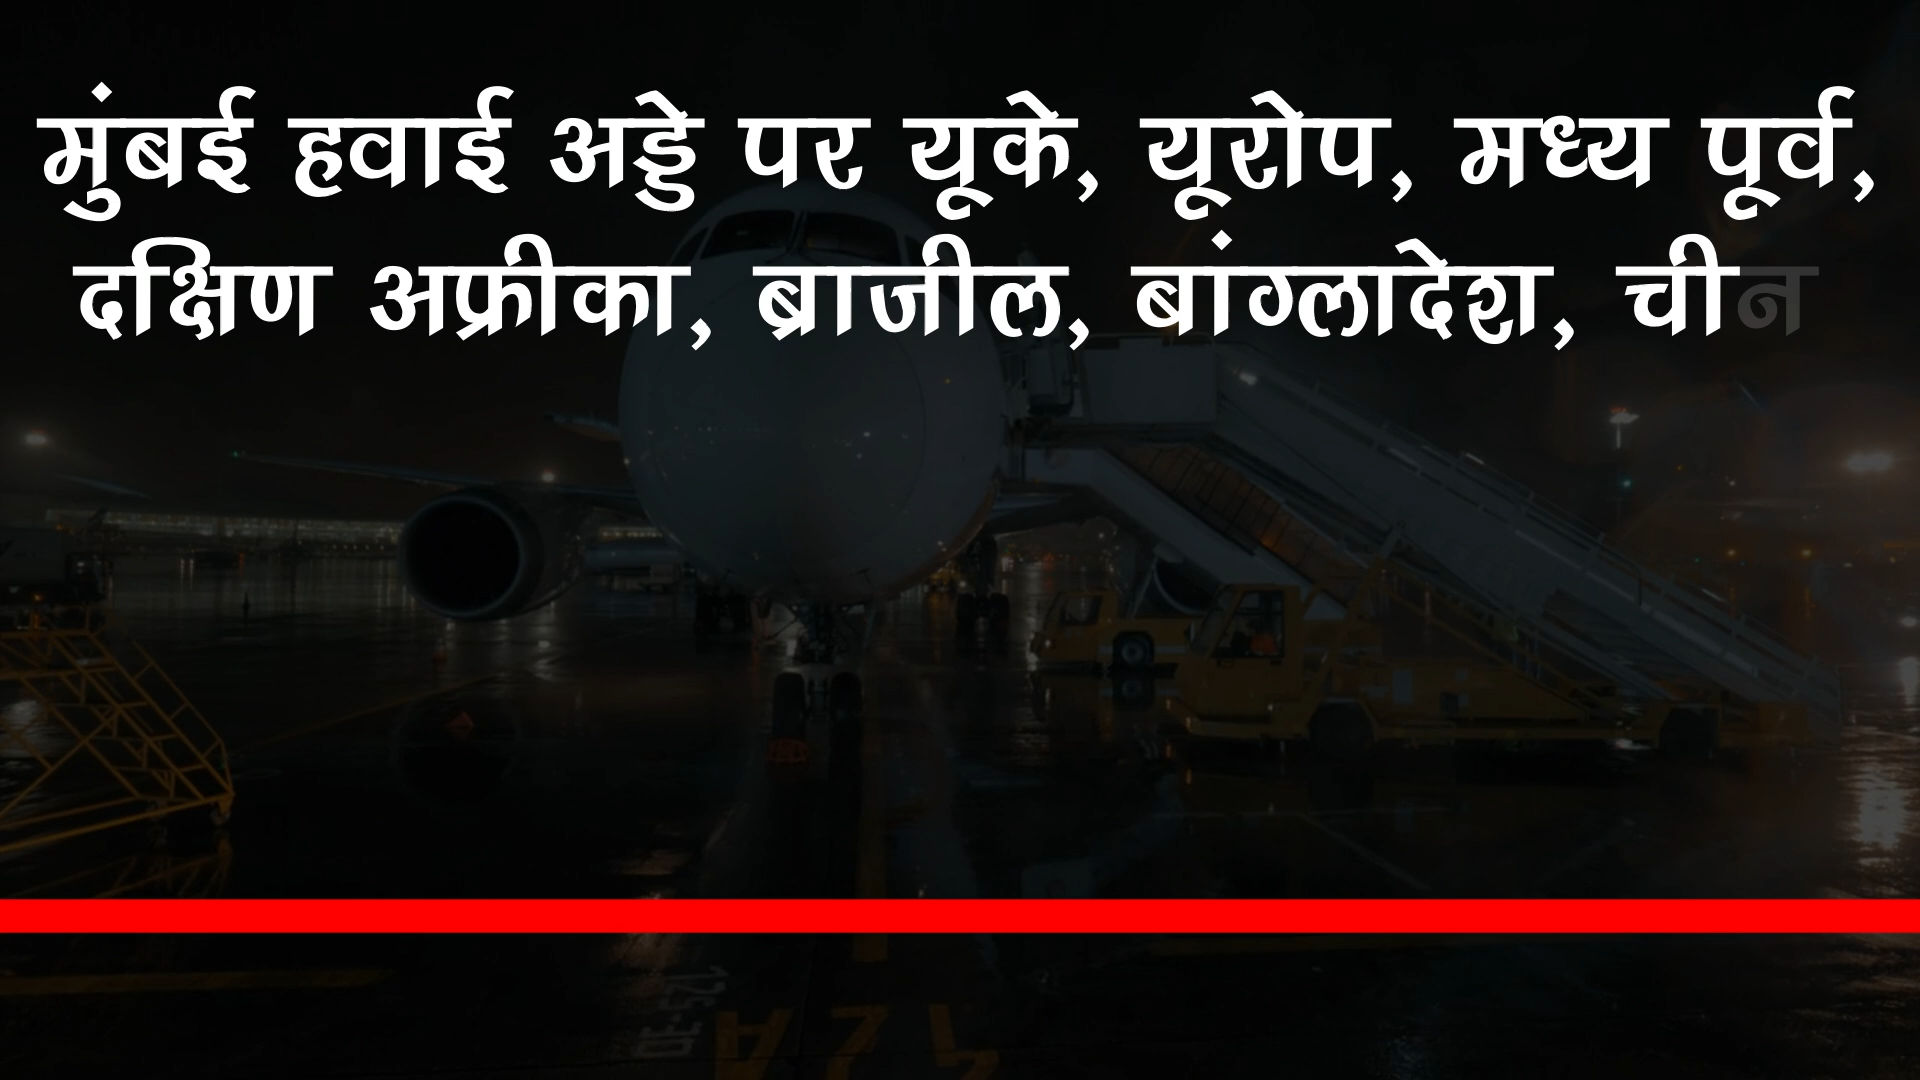 मुंबई हवाई अड्डे पर यूके, यूरोप, मध्य पूर्व,
दक्षिण अफ्रीका, ब्राजील, बांग्लादेश, चीन